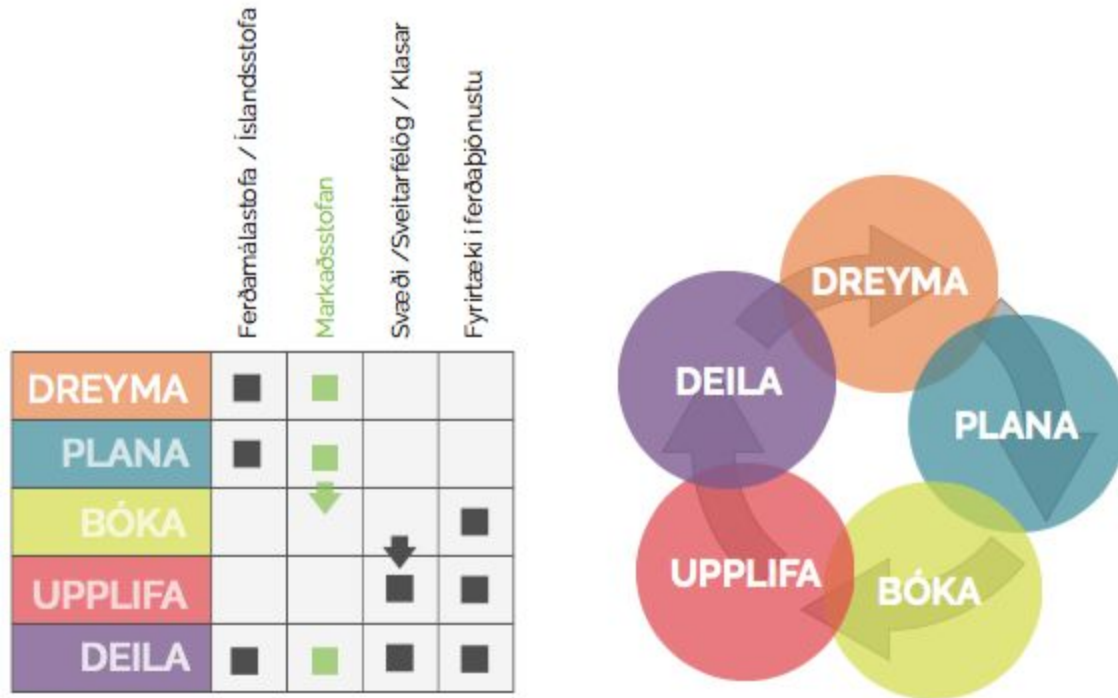 Ferðamálastofa / Íslandsstofa
Markaðsstofan
Svæði /Sveitarfélög / Klasar
Fyrirtæki í ferðaþjónustu
DREYMA
PLANA
BÓKA
UPPLIFA
DEILA
DREYMA
PLANA
BÓKA
UPPLIFA
DEILA